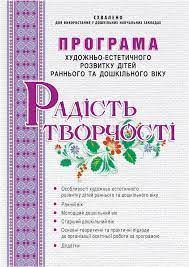 СХВАЛЕНО
ДЛЯ ВИКОРИСТАННЯ У ДОШКІЛЬНИХ НАВЧАЛЬНИХ ЗАКЛАДАХ
ПРОГРАМА
ХУДОЖНЬО-ЕСТЕТИЧНОГО
РОЗВИТКУ ДІТЕЙ
РАННЬОГО ТА ДОШКІЛЬНОГО ВІКУ
РАДІСТЬ
ТВОРЧОСТІ
Особливості художньо естетичного
розвитку дітей раннього та дошкільного віку
Ранній вік
Молодший дошкільний вік
Старший дошкільний вік
Основні теоретичні та практичні підходи
до організації освітньої роботи за програмою
Додатки